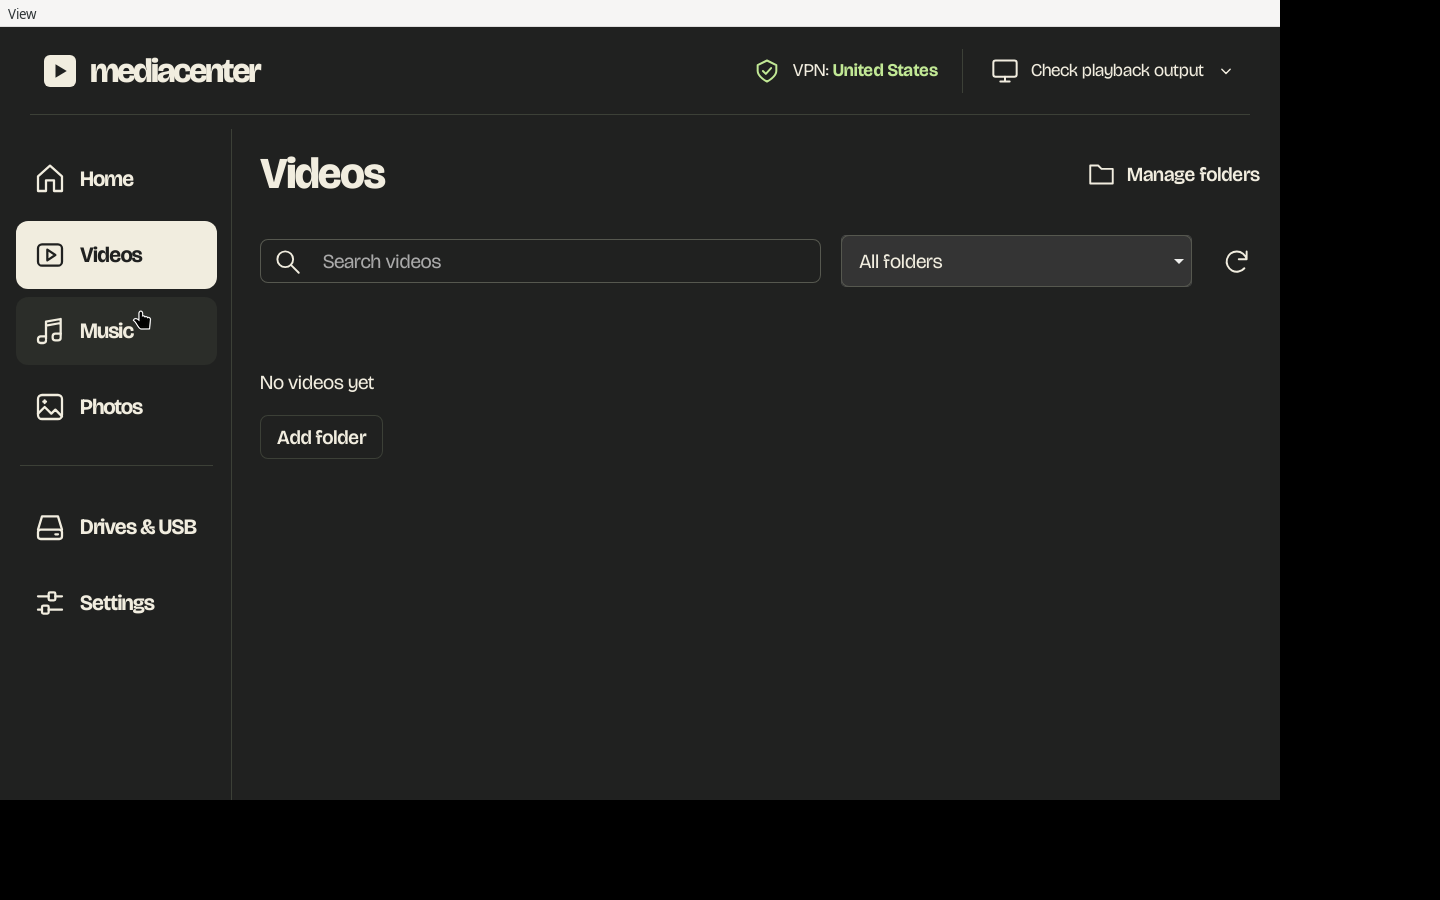 View
mediacenter
VPN: United States
Check playback output
Home
Videos
Music
Photos
Drives & USB
Settings
Videos
Manage folders
Search videos
All folders
No videos yet
Add folder